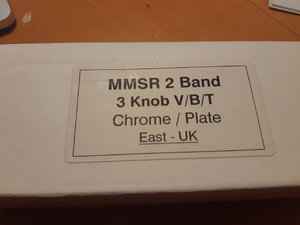 MMSR 2 Band
3 Knob V/B/T
Chrome / Plate
East - UK